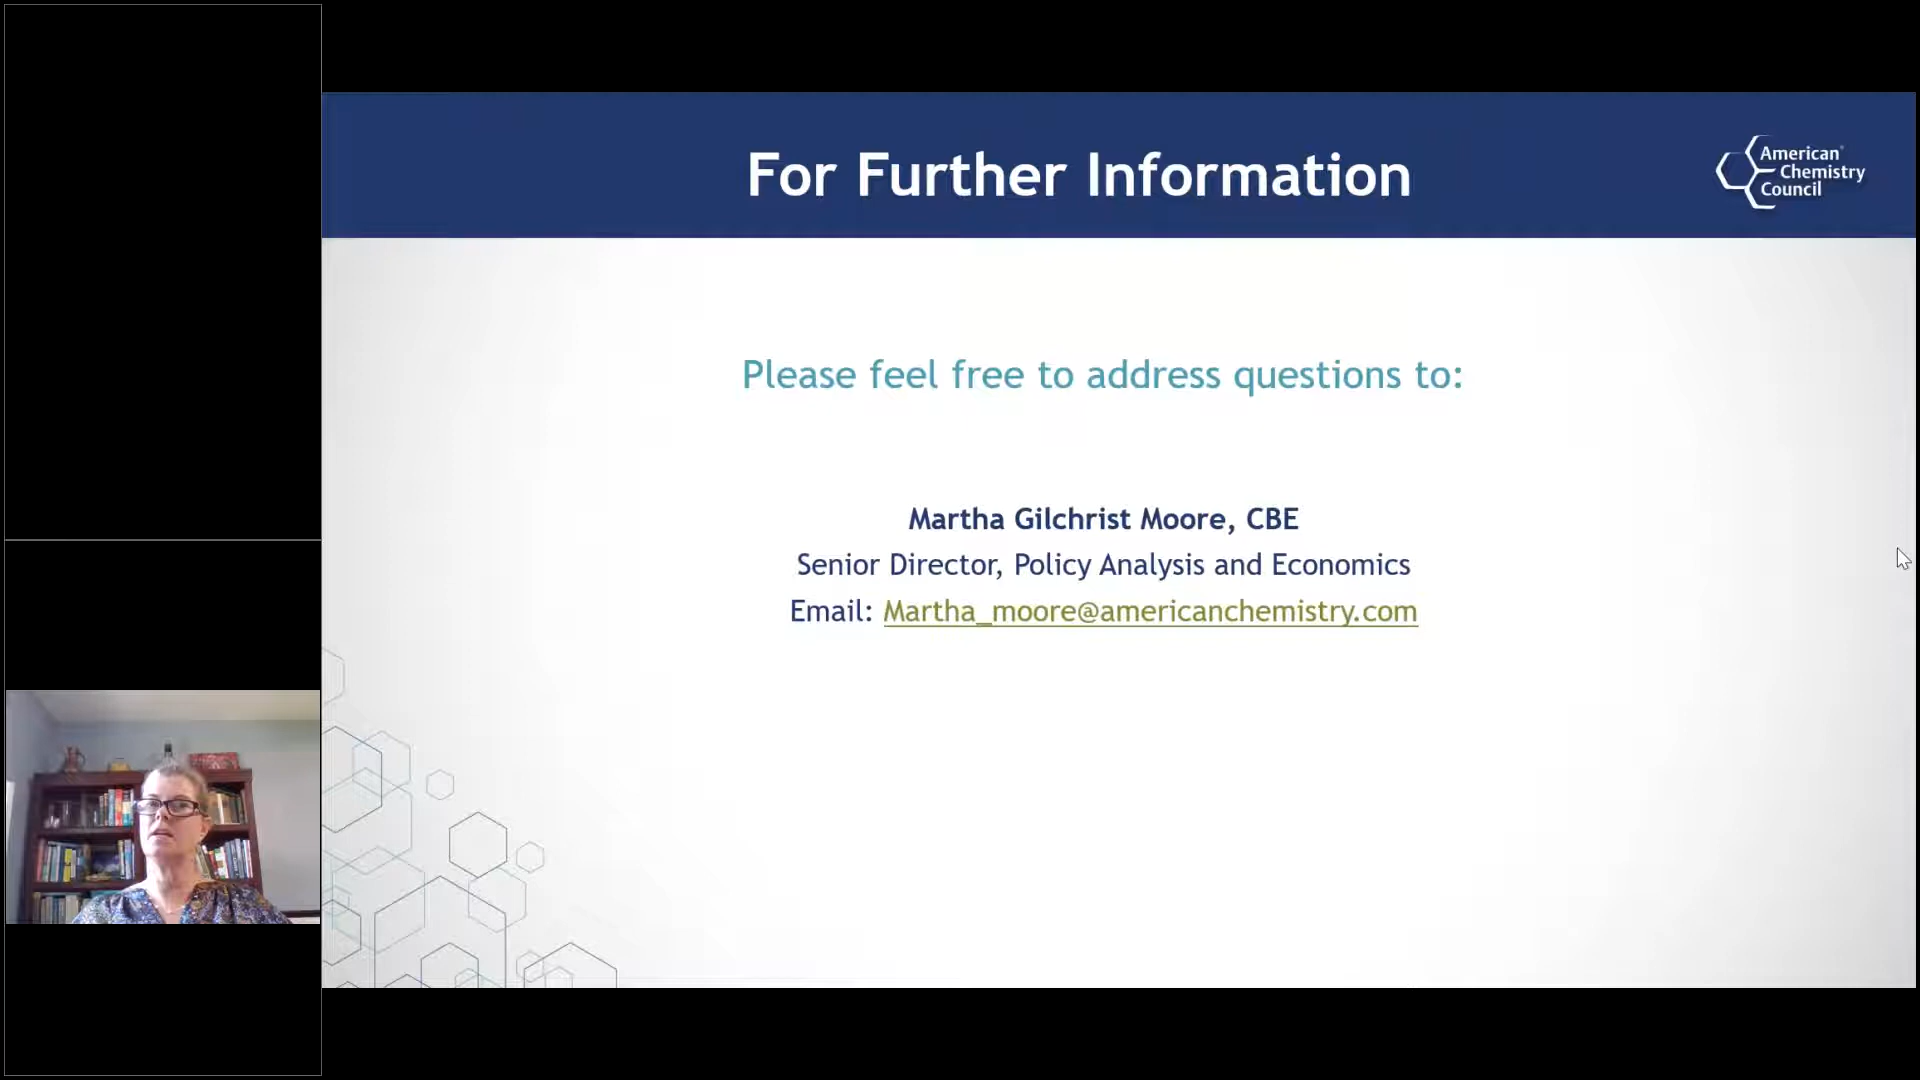 For Further Information
American
Chemistry
Council
Please feel free to address questions to:
Martha Gilchrist Moore, CBE
Senior Director, Policy Analysis and Economics
Email: Martha_moore@americanchemistry.com